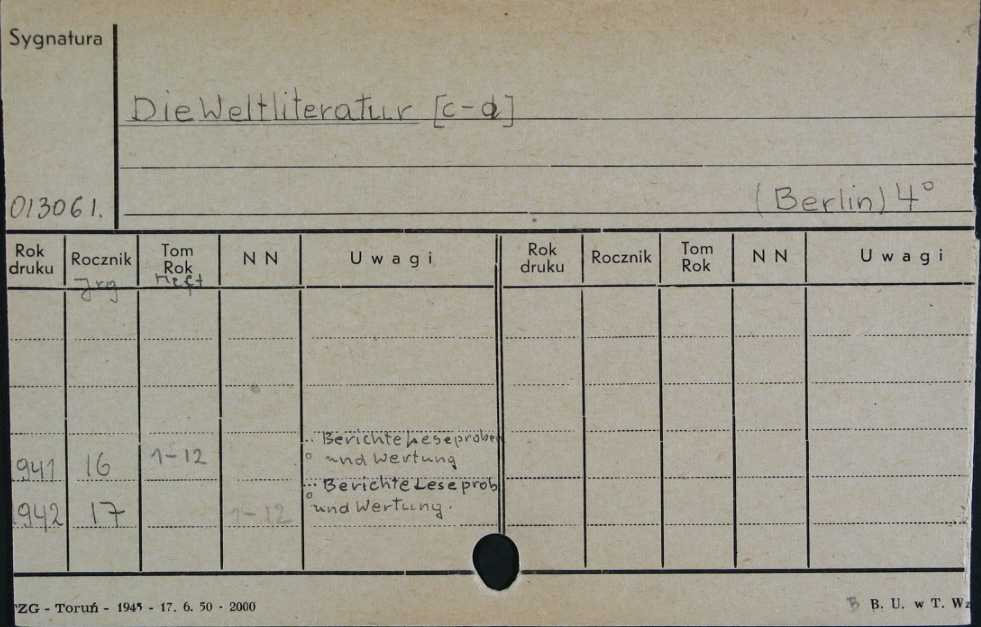 Sygnatura
Die Weltliteratur [c-d]
013061.
(Berlin) 4°
Rok druku Rocznik Tom Rok N N Uwagi Rok druku Rocznik Tom Rok N N Uwagi
Jrg Heft
941 16 1-12 Berichte Leseproben
und Wertung
942 17 1-12 Berichte Leseprob
und Wertung.
ZG - Toruń - 1945 - 17. 6. 50 - 2000
B B. U. w T. Wz